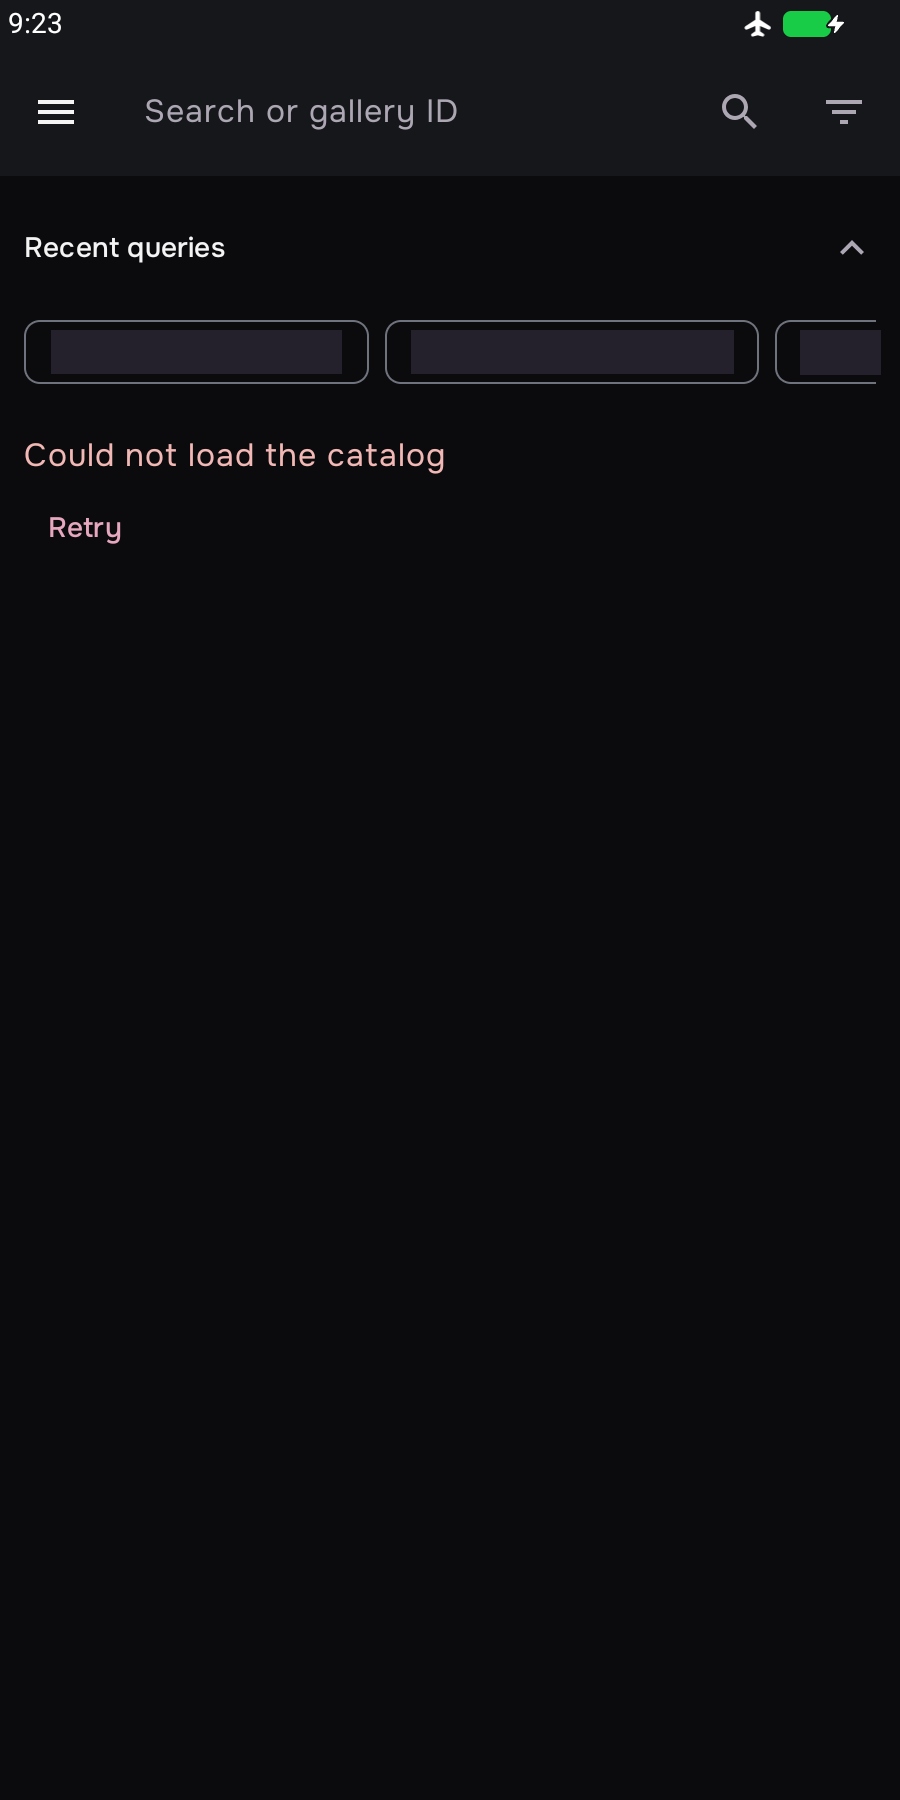 9:23
Search or gallery ID
Recent queries
Could not load the catalog
Retry